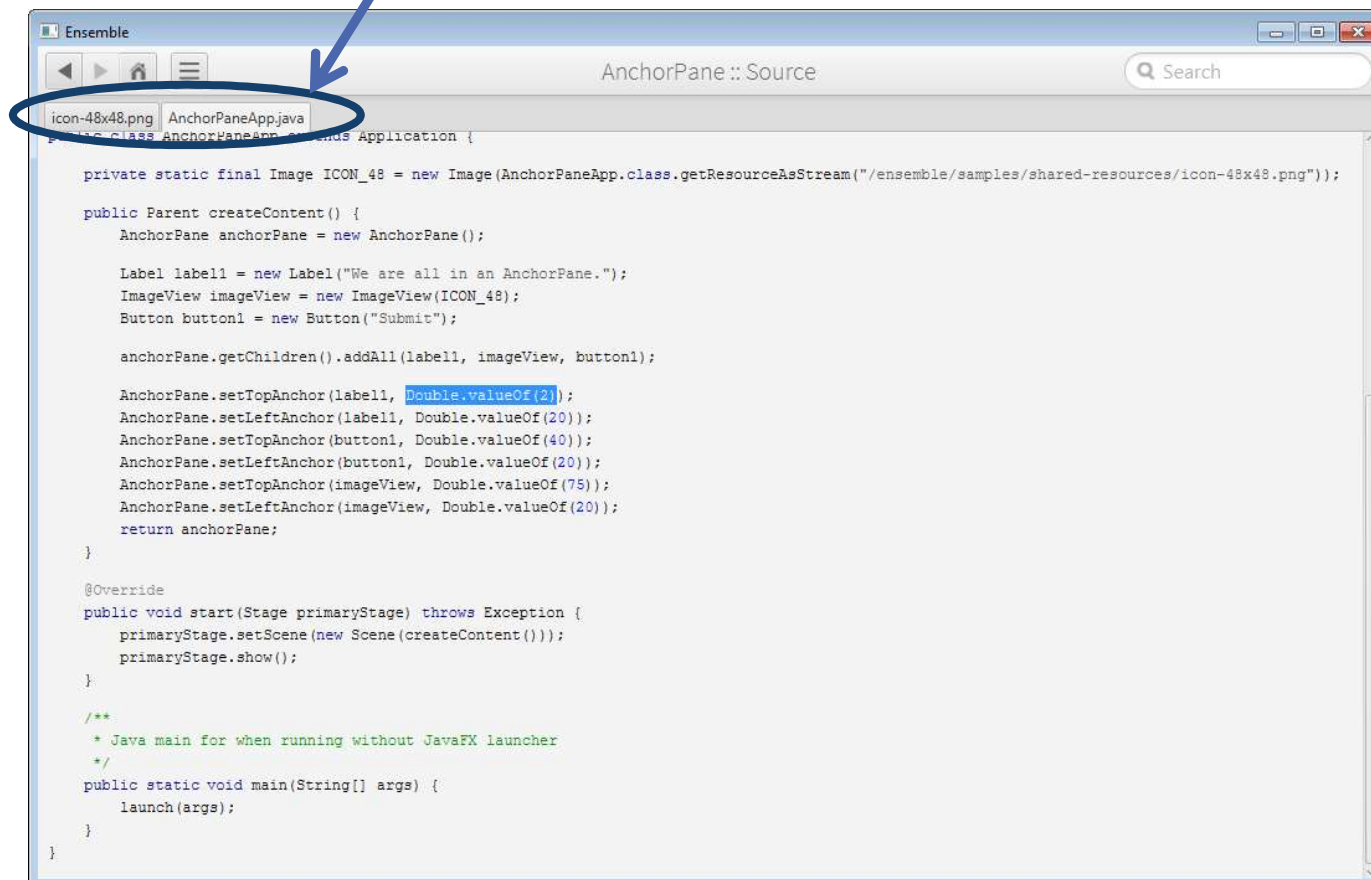 Ensemble
AnchorPane :: Source
Search
icon-48x48.png AnchorPaneApp.java
public class AnchorPaneApp extends Application {
private static final Image ICON_48 = new Image(AnchorPaneApp.class.getResourceAsStream("/ensemble/samples/shared-resources/icon-48x48.png"));
public Parent createContent() {
AnchorPane anchorPane = new AnchorPane();
Label label1 = new Label("We are all in an AnchorPane.");
ImageView imageView = new ImageView(ICON_48);
Button button1 = new Button("Submit");
anchorPane.getChildren().addAll(label1, imageView, button1);
AnchorPane.setTopAnchor(label1, Double.valueOf(2));
AnchorPane.setLeftAnchor(label1, Double.valueOf(20));
AnchorPane.setTopAnchor(button1, Double.valueOf(40));
AnchorPane.setLeftAnchor(button1, Double.valueOf(20));
AnchorPane.setTopAnchor(imageView, Double.valueOf(75));
AnchorPane.setLeftAnchor(imageView, Double.valueOf(20));
return anchorPane;
}
@Override
public void start(Stage primaryStage) throws Exception {
primaryStage.setScene(new Scene(createContent()));
primaryStage.show();
}
/**
* Java main for when running without JavaFX launcher
*/
public static void main(String[] args) {
launch(args);
}
}